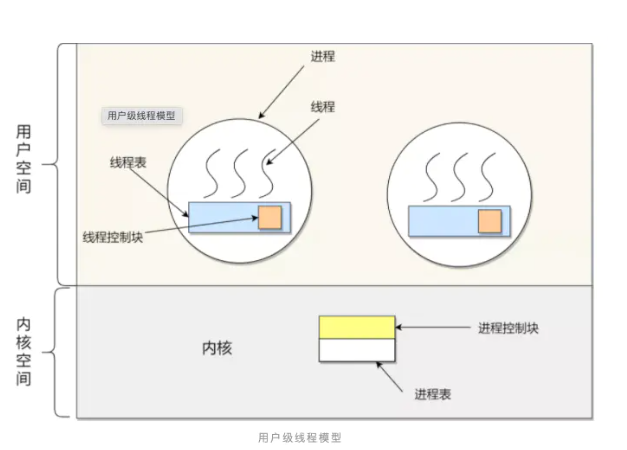 进程
用户级线程模型
线程
用户空间
线程表
线程控制块
内核空间
内核
进程控制块
进程表
用户级线程模型